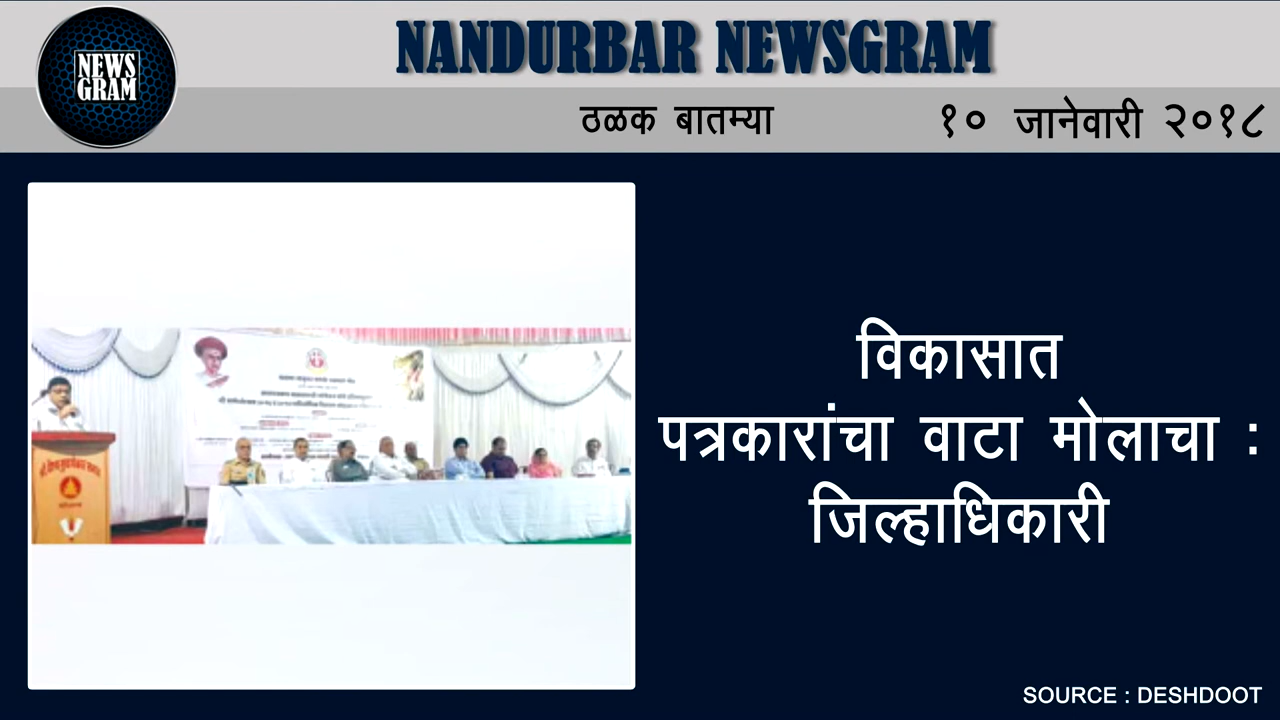 NEWS
GRAM
NANDURBAR NEWSGRAM
ठळक बातम्या
१० जानेवारी २०१८
विकासात
पत्रकारांचा वाटा मोलाचा :
जिल्हाधिकारी
SOURCE : DESHDOOT